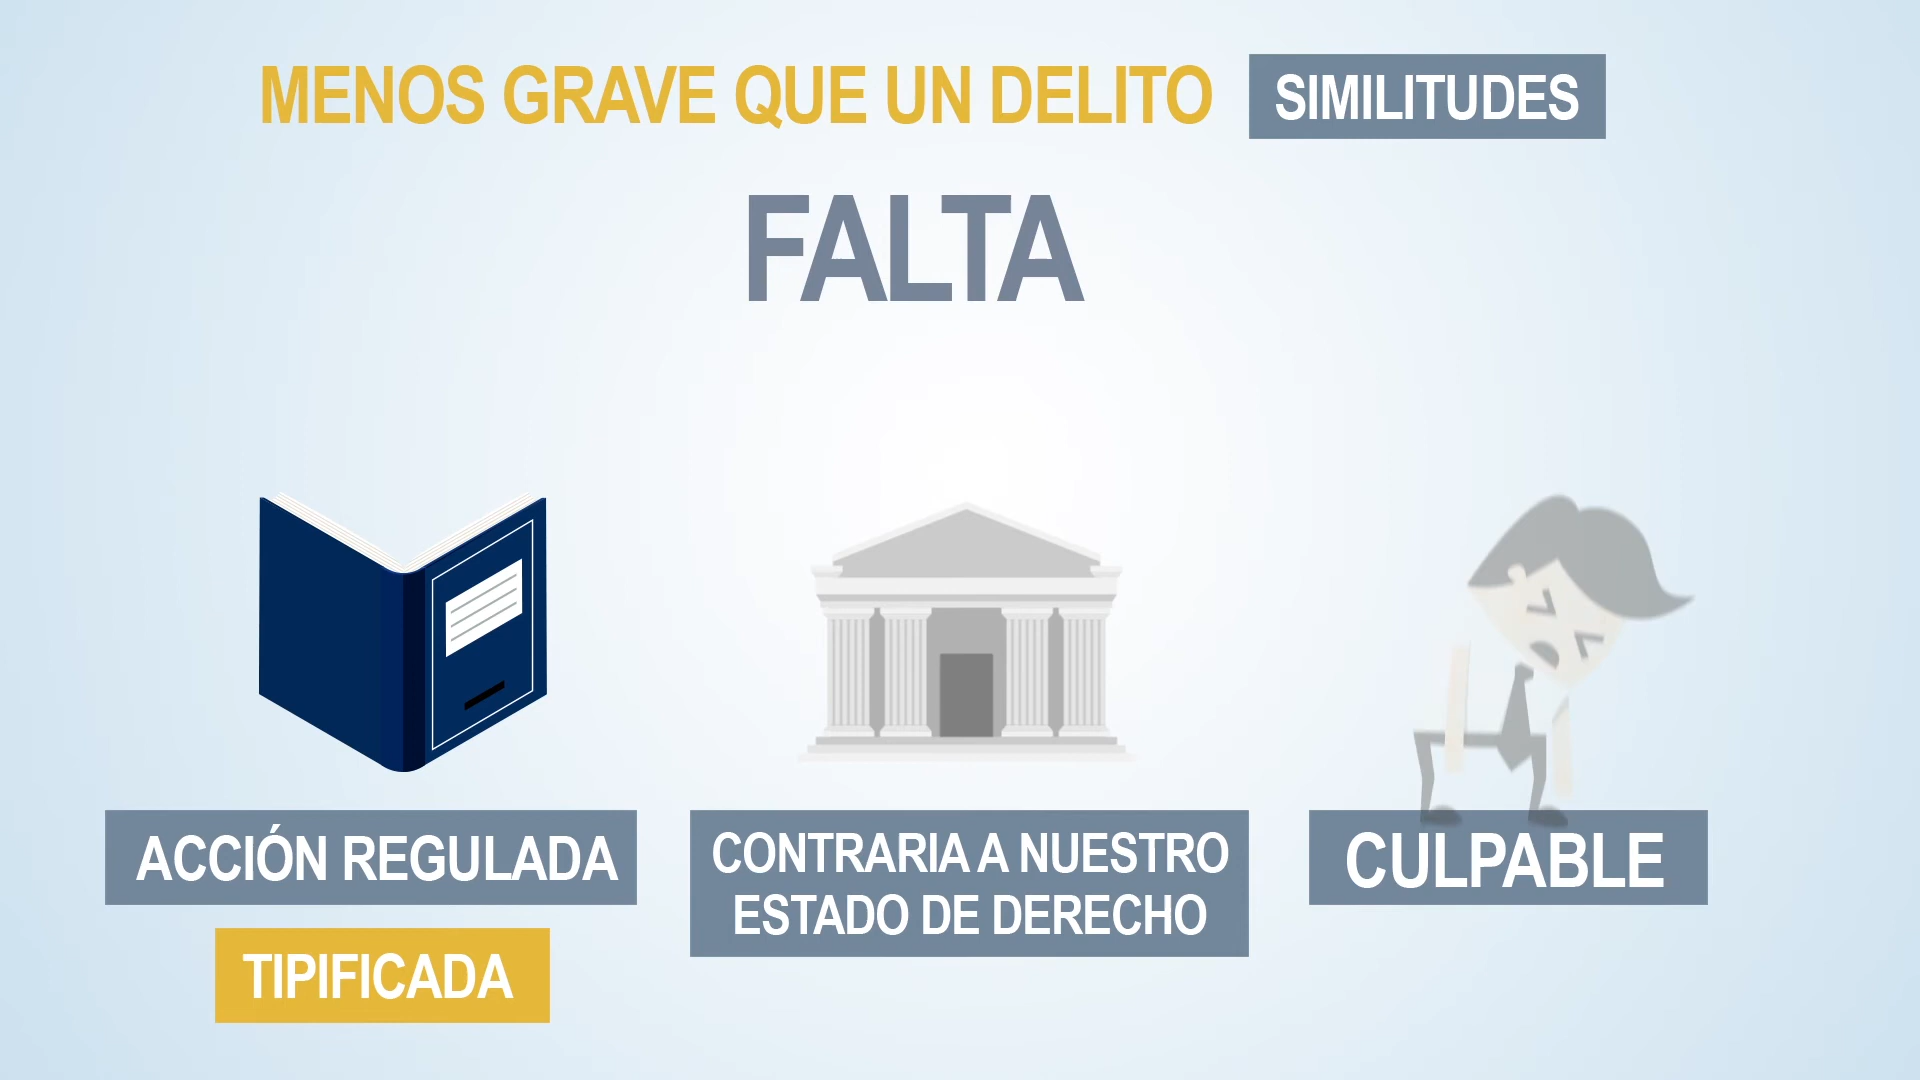 MENOS GRAVE QUE UN DELITO
SIMILITUDES
FALTA
ACCIÓN REGULADA
TIPIFICADA
CONTRARIA A NUESTRO
ESTADO DE DERECHO
CULPABLE